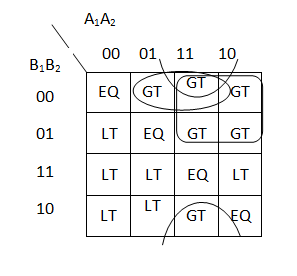 A₁A₂
00 01 11 10
B₁B₂
00 EQ GT GT GT
01 LT EQ GT GT
11 LT LT EQ LT
10 LT LT GT EQ